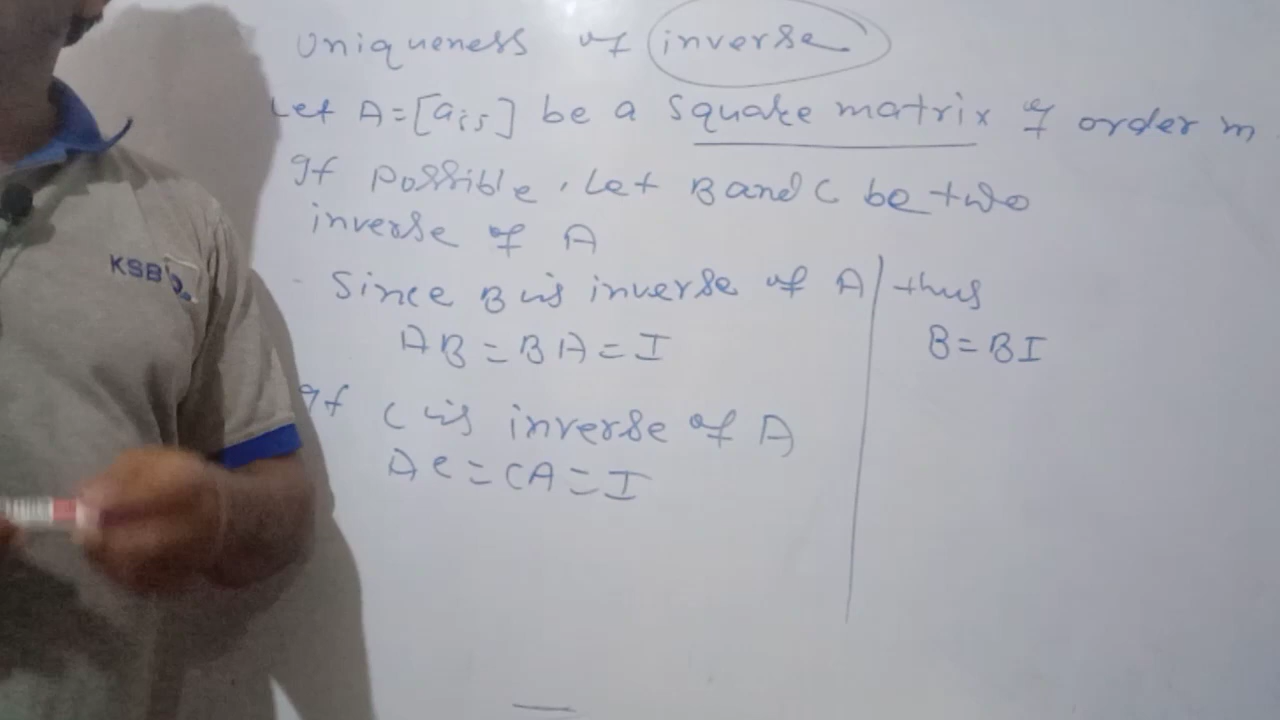 Uniqueness of inverse
Let A=[aij] be a square matrix of order m
If possible, Let B and C be two
inverse of A
Since B is inverse of A
AB=BA=I
If C is inverse of A
AC=CA=I
thus
B=BI
KSB